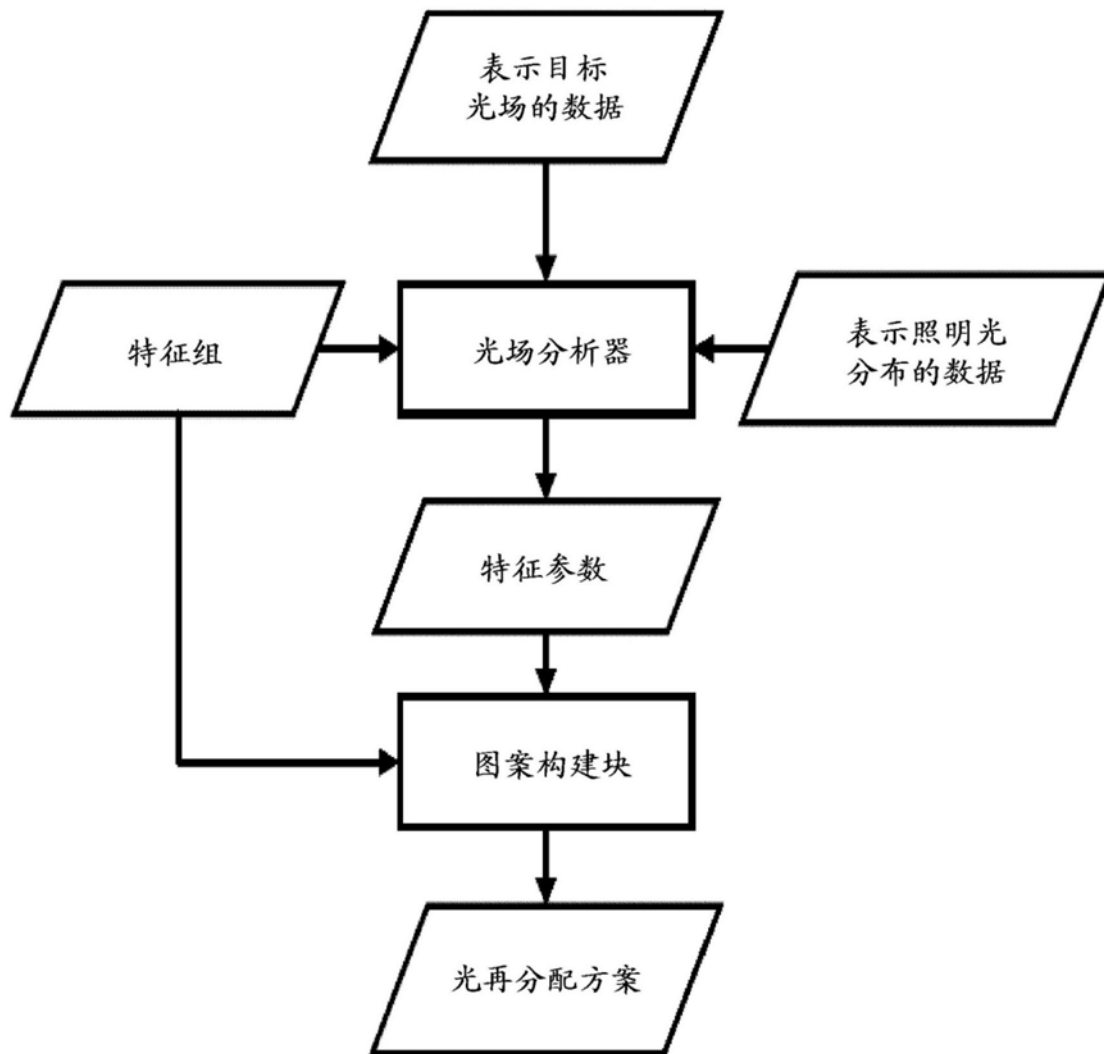 表示目标
光场的数据
特征组
光场分析器
表示照明光
分布的数据
特征参数
图案构建块
光再分配方案